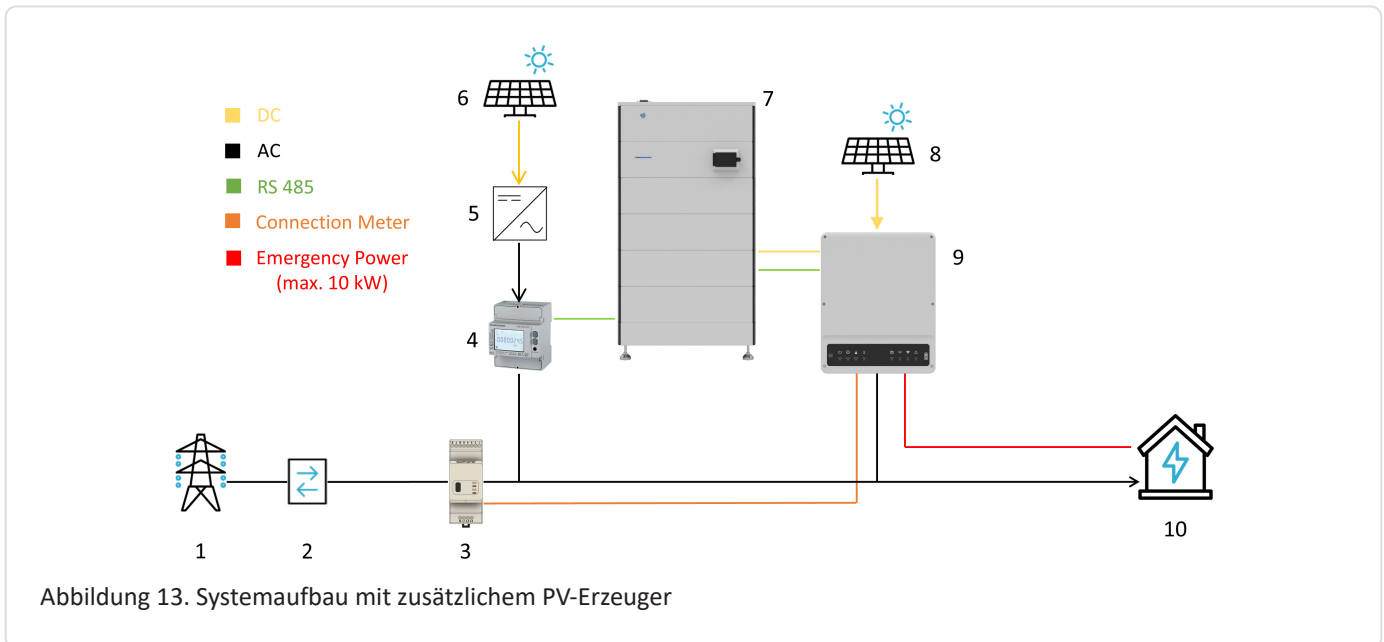 DC
AC
RS 485
Connection Meter
Emergency Power
(max. 10 kW)
6
7
8
5
9
4
1
2
3
10
Abbildung 13. Systemaufbau mit zusätzlichem PV-Erzeuger